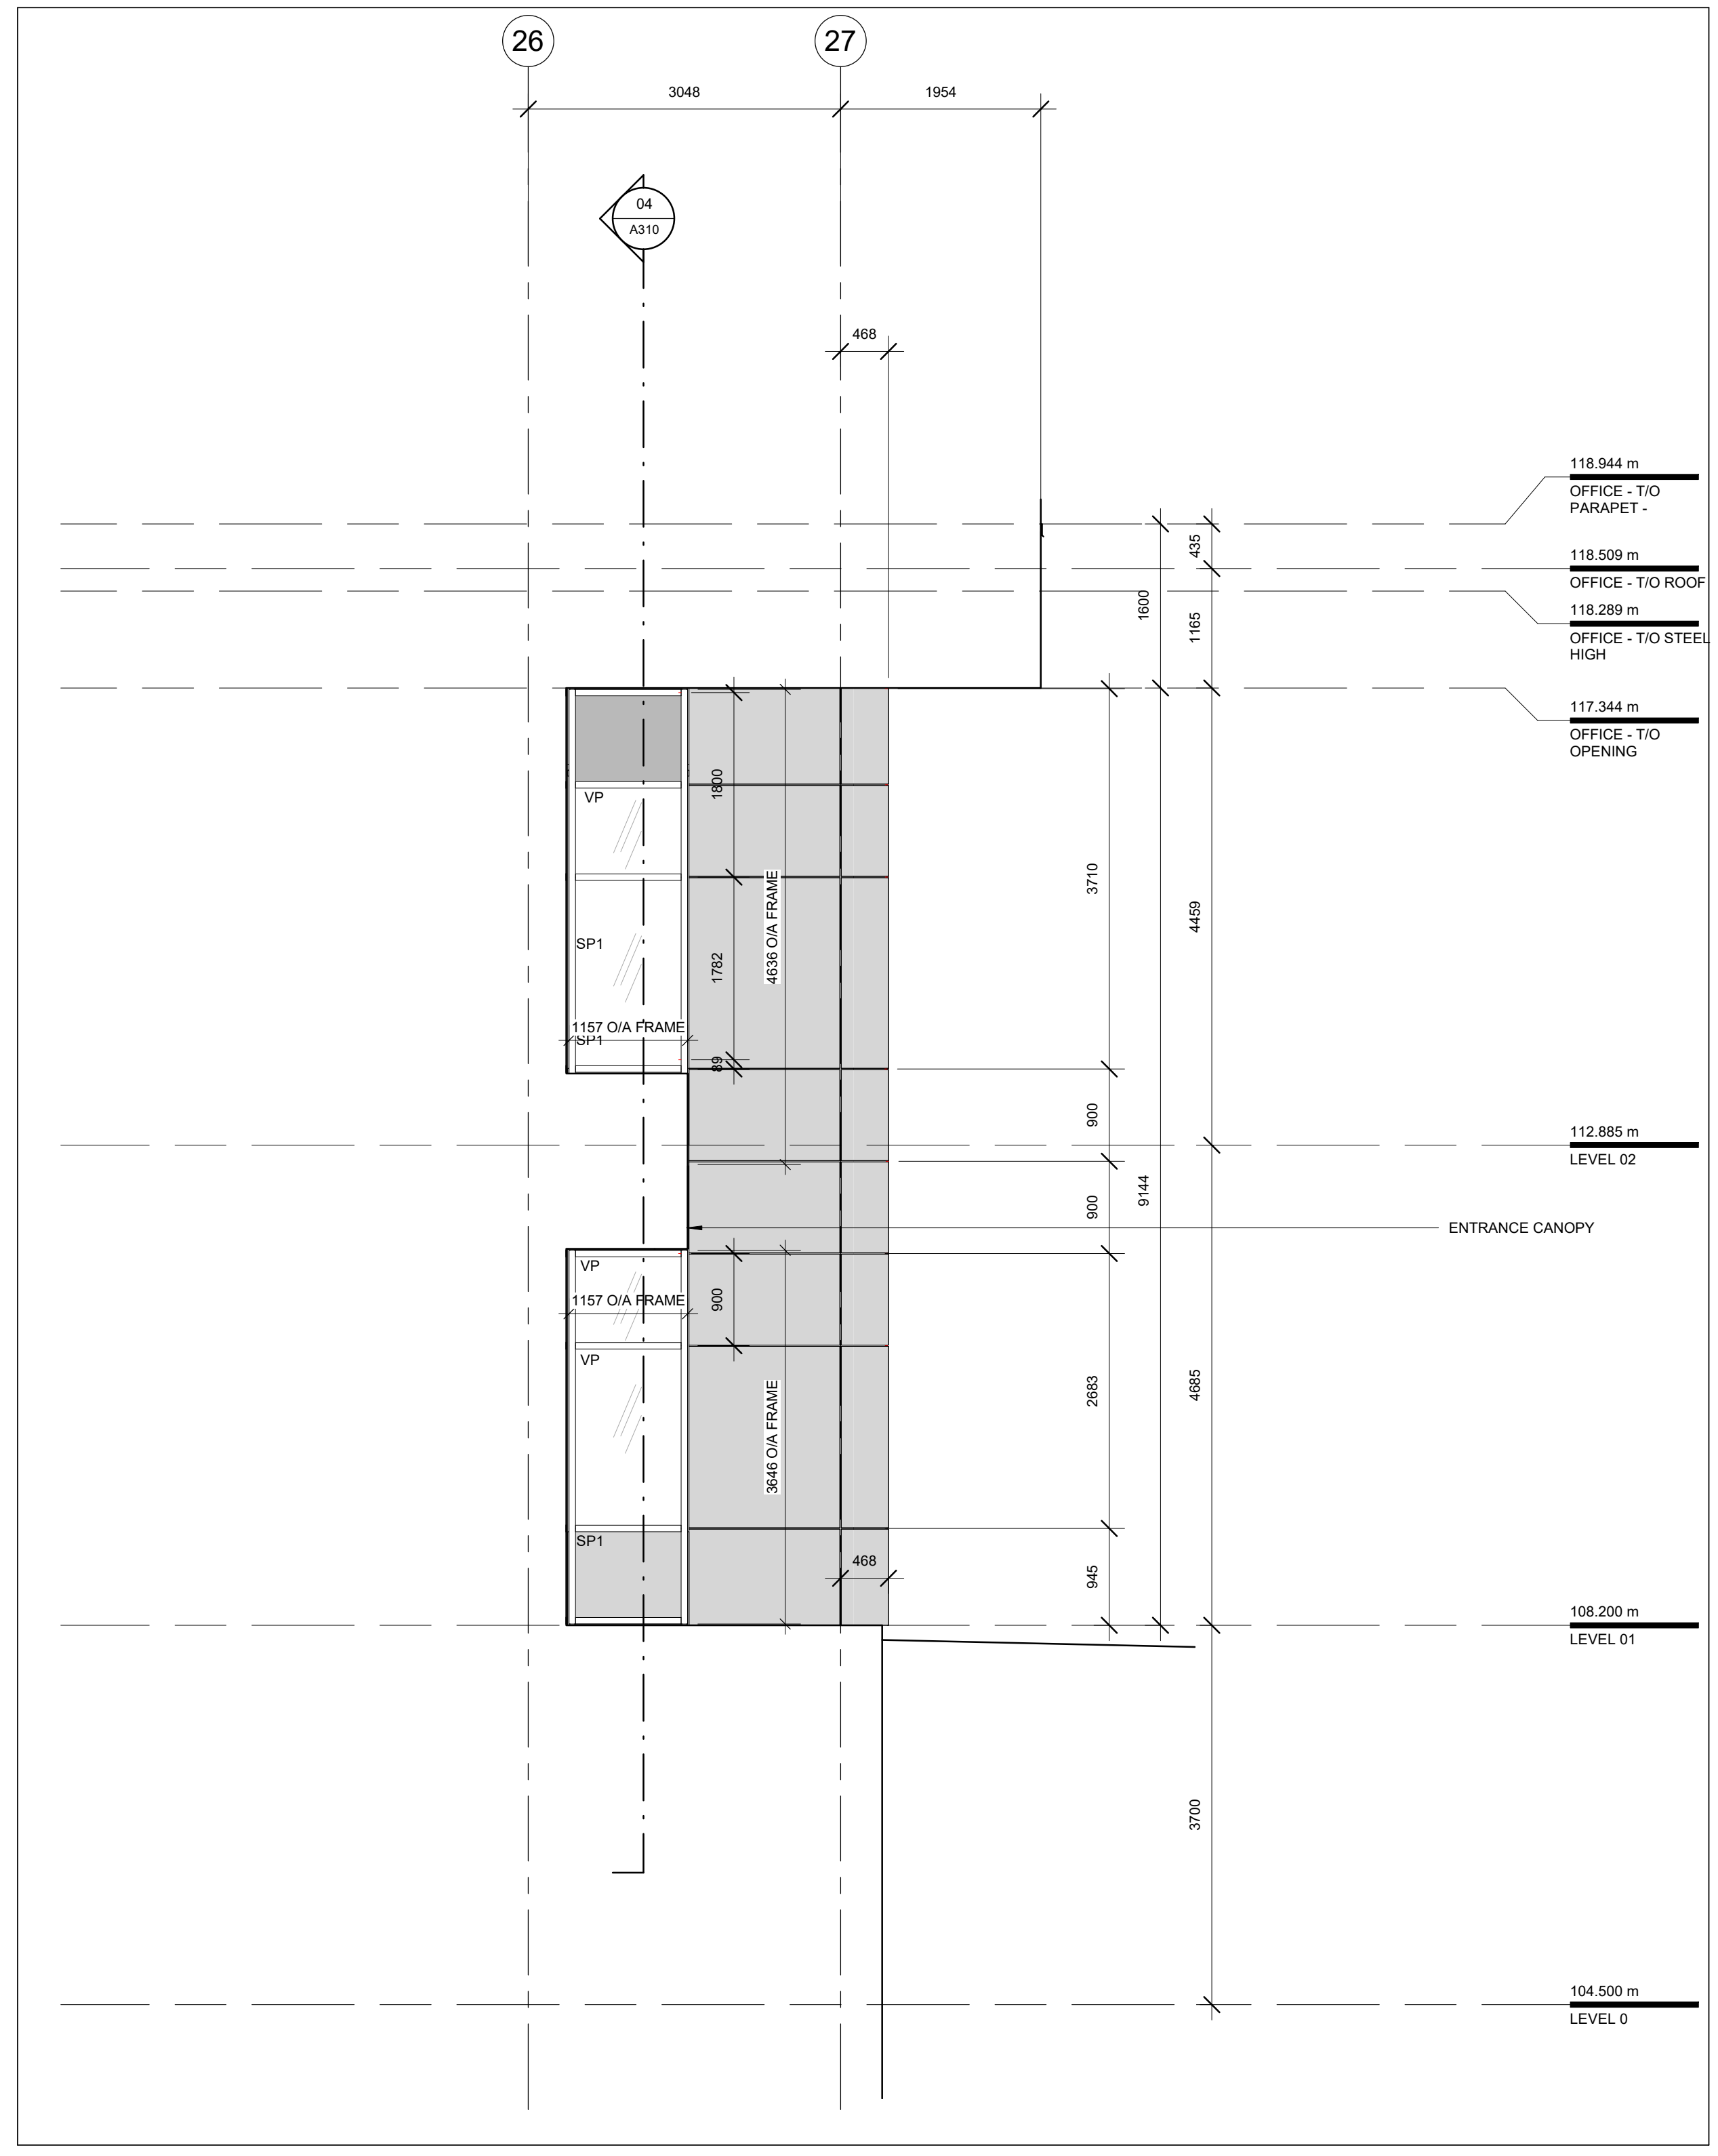 26
27
3048
1954
04
A310
468
118.944 m
OFFICE - T/O
PARAPET -
435
118.509 m
OFFICE - T/O ROOF
1600
118.289 m
1165
OFFICE - T/O STEEL
HIGH
117.344 m
OFFICE - T/O
OPENING
1800
VP
3710
4636 O/A FRAME
4459
SP1
1782
1157 O/A FRAME
SP1
89
900
112.885 m
LEVEL 02
9144
900
ENTRANCE CANOPY
VP
1157 O/A FRAME
900
VP
2683
4685
3646 O/A FRAME
SP1
468
945
108.200 m
LEVEL 01
3700
104.500 m
LEVEL 0